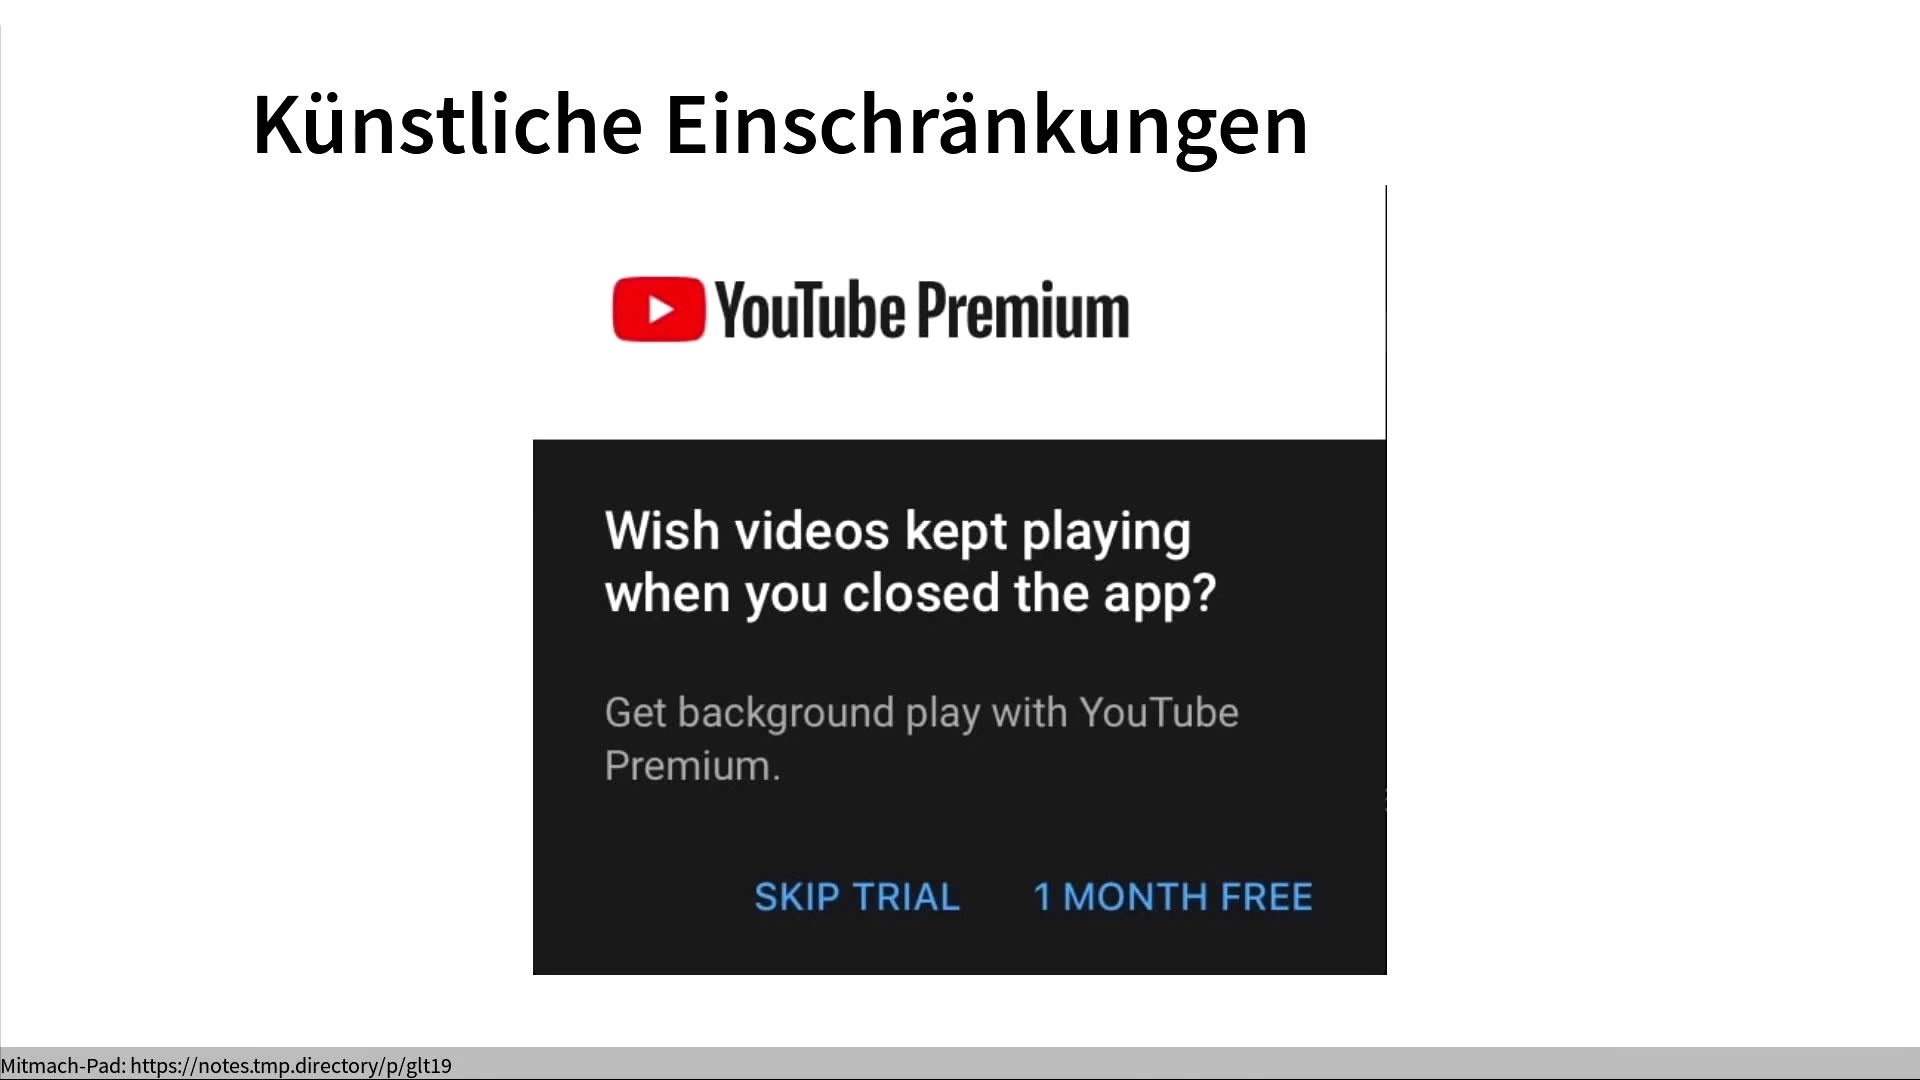 Künstliche Einschränkungen
YouTube Premium
Wish videos kept playing
when you closed the app?
Get background play with YouTube
Premium.
SKIP TRIAL 1 MONTH FREE
Mitmach-Pad: https://notes.tmp.directory/p/glt19